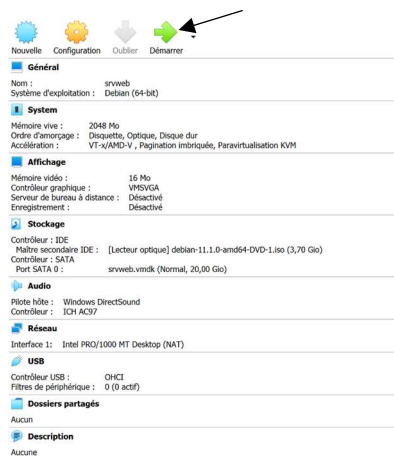 Nouvelle Configuration Oublier Démarrer
Général
Nom : srvweb
Système d'exploitation : Debian (64-bit)
System
Mémoire vive : 2048 Mo
Ordre d'amorçage : Disquette, Optique, Disque dur
Accélération : VT-x/AMD-V , Pagination imbriquée, Paravirtualisation KVM
Affichage
Mémoire vidéo : 16 Mo
Contrôleur graphique : VMSVGA
Serveur de bureau à distance : Désactivé
Enregistrement : Désactivé
Stockage
Contrôleur : IDE
Maître secondaire IDE : [Lecteur optique] debian-11.1.0-amd64-DVD-1.iso (3,70 Gio)
Contrôleur : SATA
Port SATA 0 : srvweb.vmdk (Normal, 20,00 Gio)
Audio
Pilote hôte : Windows DirectSound
Contrôleur : ICH AC97
Réseau
Interface 1: Intel PRO/1000 MT Desktop (NAT)
USB
Contrôleur USB : OHCI
Filtres de périphérique : 0 (0 actif)
Dossiers partagés
Aucun
Description
Aucune